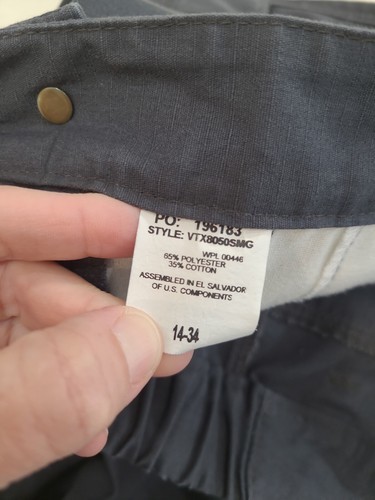 PO: 196183
STYLE: VTX8050SMG
WPL 00446
65% POLYESTER
35% COTTON
ASSEMBLED IN EL SALVADOR
OF U.S. COMPONENTS
14-34